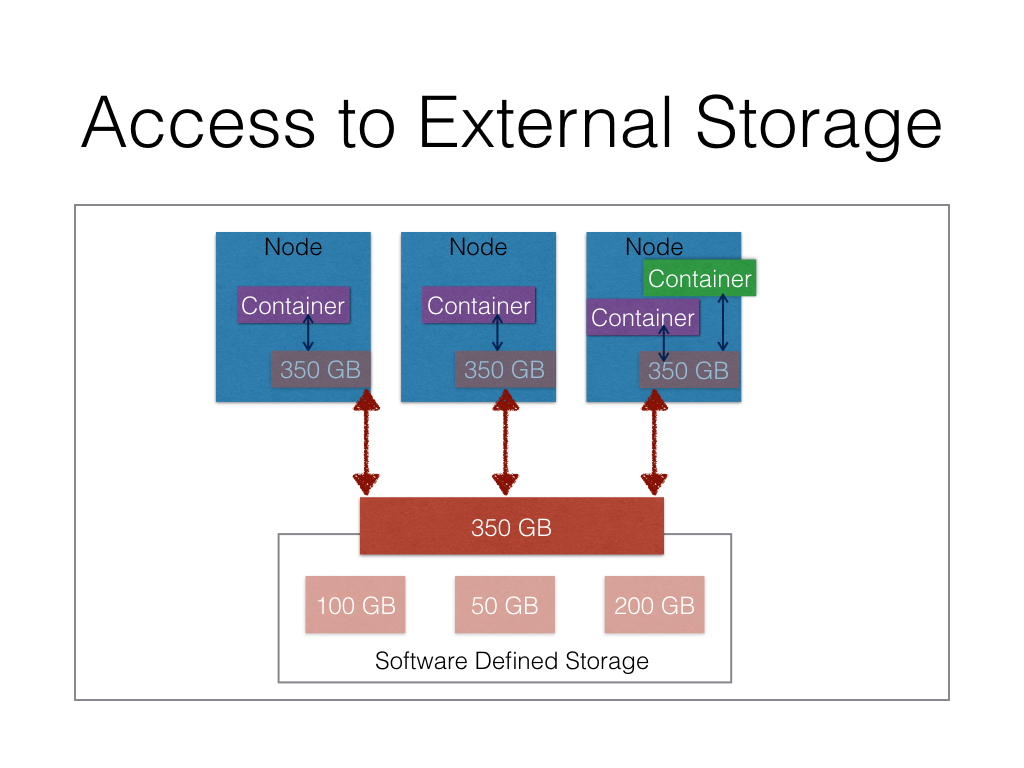 Access to External Storage
Node
Container
350 GB
Node
Container
350 GB
Node
Container
Container
350 GB
350 GB
100 GB
50 GB
200 GB
Software Defined Storage